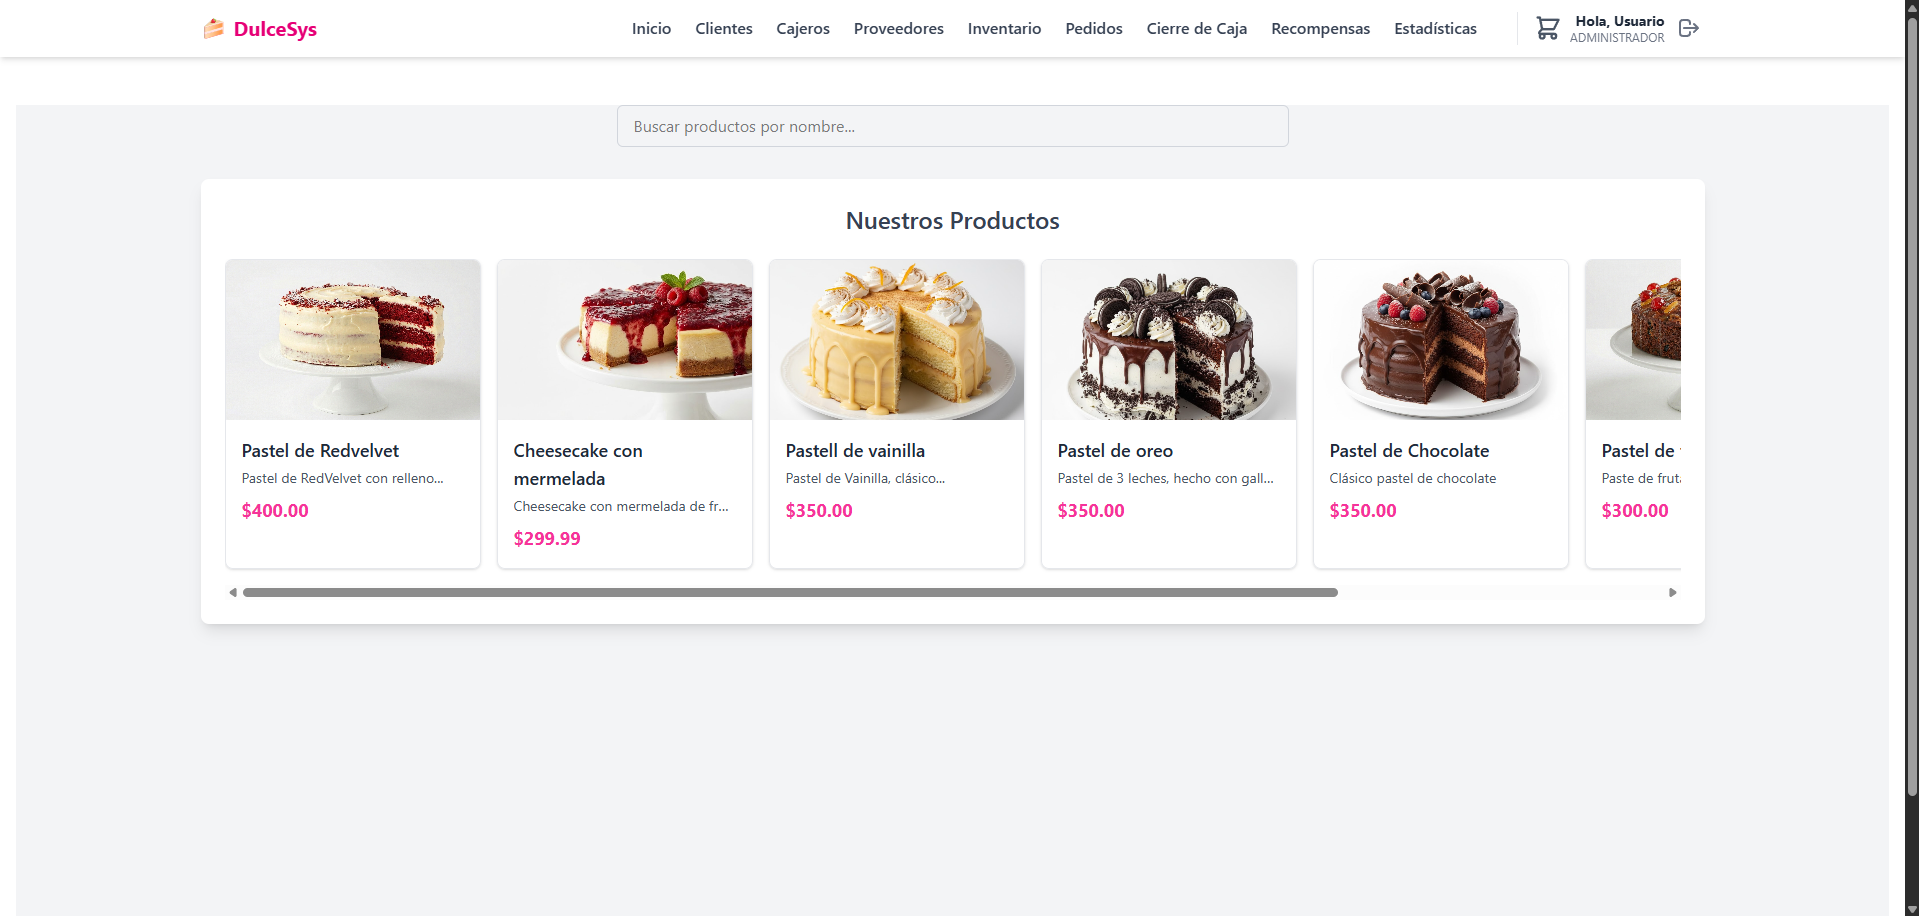 DulceSys
Inicio Clientes Cajeros Proveedores Inventario Pedidos Cierre de Caja Recompensas Estadísticas
Hola, Usuario
ADMINISTRADOR
Buscar productos por nombre...
Nuestros Productos
Pastel de Redvelvet
Pastel de RedVelvet con relleno...
$400.00
Cheesecake con
mermelada
Cheesecake con mermelada de fr...
$299.99
Pastell de vainilla
Pastel de Vainilla, clásico...
$350.00
Pastel de oreo
Pastel de 3 leches, hecho con gall...
$350.00
Pastel de Chocolate
Clásico pastel de chocolate
$350.00
Pastel de
Paste de fruta
$300.00